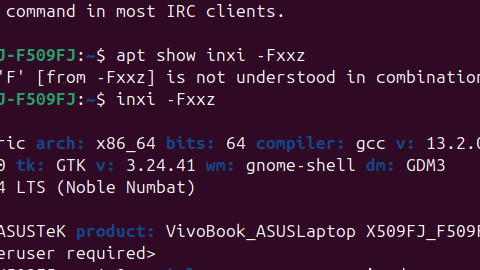 command in most IRC clients.
J-F509FJ:~$ apt show inxi -Fxxz
'F' [from -Fxxz] is not understood in combination
J-F509FJ:~$ inxi -Fxxz
ric arch: x86_64 bits: 64 compiler: gcc v: 13.2.0
0 tk: GTK v: 3.24.41 wm: gnome-shell dm: GDM3
4 LTS (Noble Numbat)
ASUSTeK product: VivoBook_ASUSLaptop X509FJ_F509F
eruser required>